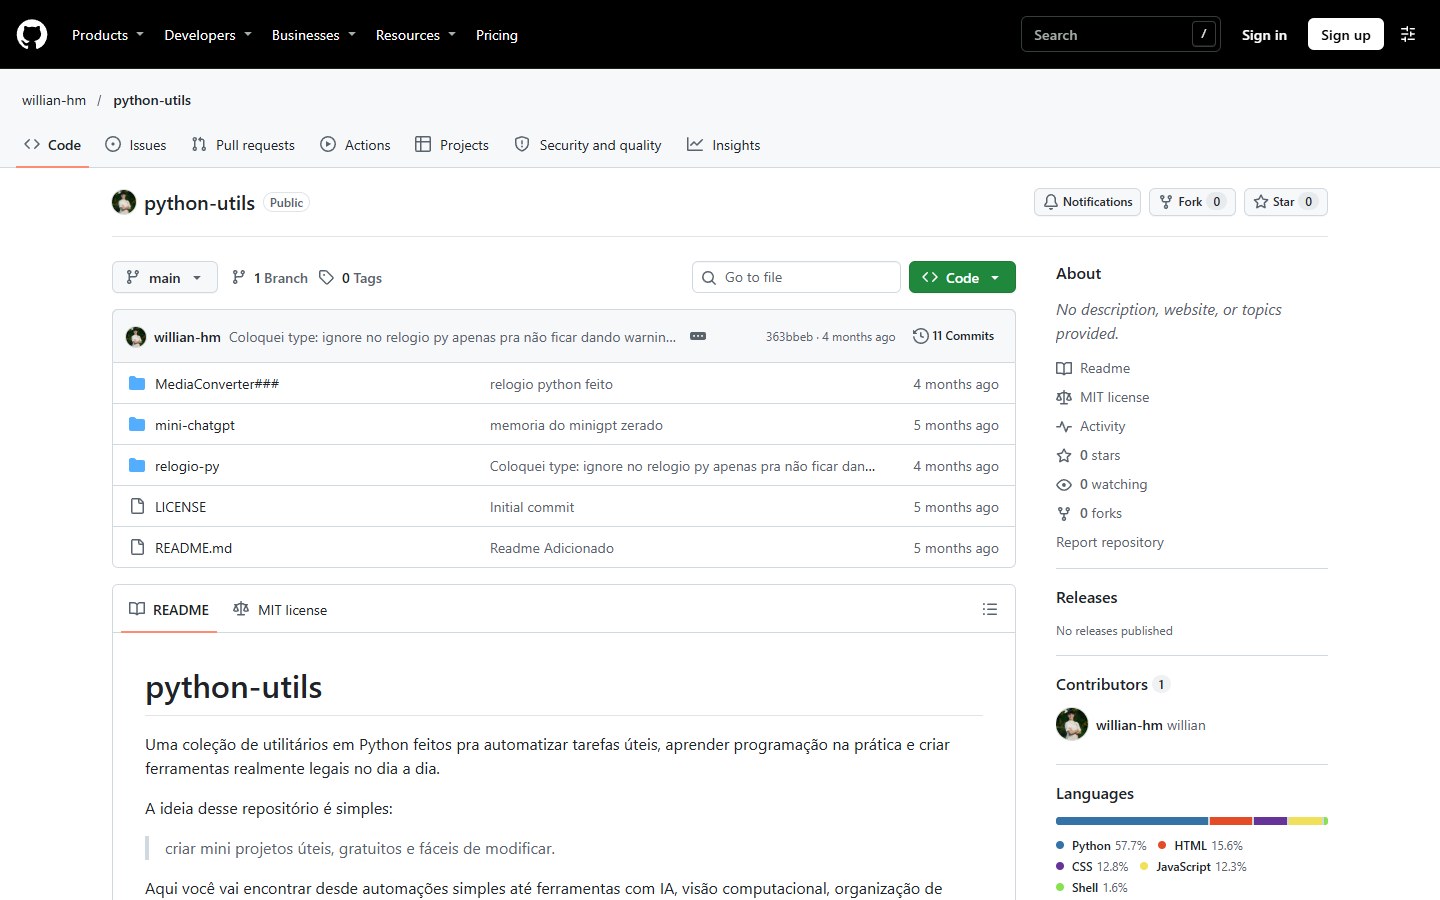 Products Developers Businesses Resources Pricing Search / Sign in Sign up
willian-hm / python-utils
Code Issues Pull requests Actions Projects Security and quality Insights
python-utils Public Notifications Fork 0 Star 0
main 1 Branch 0 Tags Go to file Code
willian-hm Coloquei type: ignore no relogio py apenas pra não ficar dando warnin... 363bbeb · 4 months ago 11 Commits
MediaConverter### relogio python feito 4 months ago
mini-chatgpt memoria do minigpt zerado 5 months ago
relogio-py Coloquei type: ignore no relogio py apenas pra não ficar dan... 4 months ago
LICENSE Initial commit 5 months ago
README.md Readme Adicionado 5 months ago
README MIT license
python-utils
Uma coleção de utilitários em Python feitos pra automatizar tarefas úteis, aprender programação na prática e criar
ferramentas realmente legais no dia a dia.
A ideia desse repositório é simples:
criar mini projetos úteis, gratuitos e fáceis de modificar.
Aqui você vai encontrar desde automações simples até ferramentas com IA, visão computacional, organização de
About
No description, website, or topics
provided.
Readme
MIT license
Activity
0 stars
0 watching
0 forks
Report repository
Releases
No releases published
Contributors 1
willian-hm willian
Languages
Python 57.7% HTML 15.6%
CSS 12.8% JavaScript 12.3%
Shell 1.6%